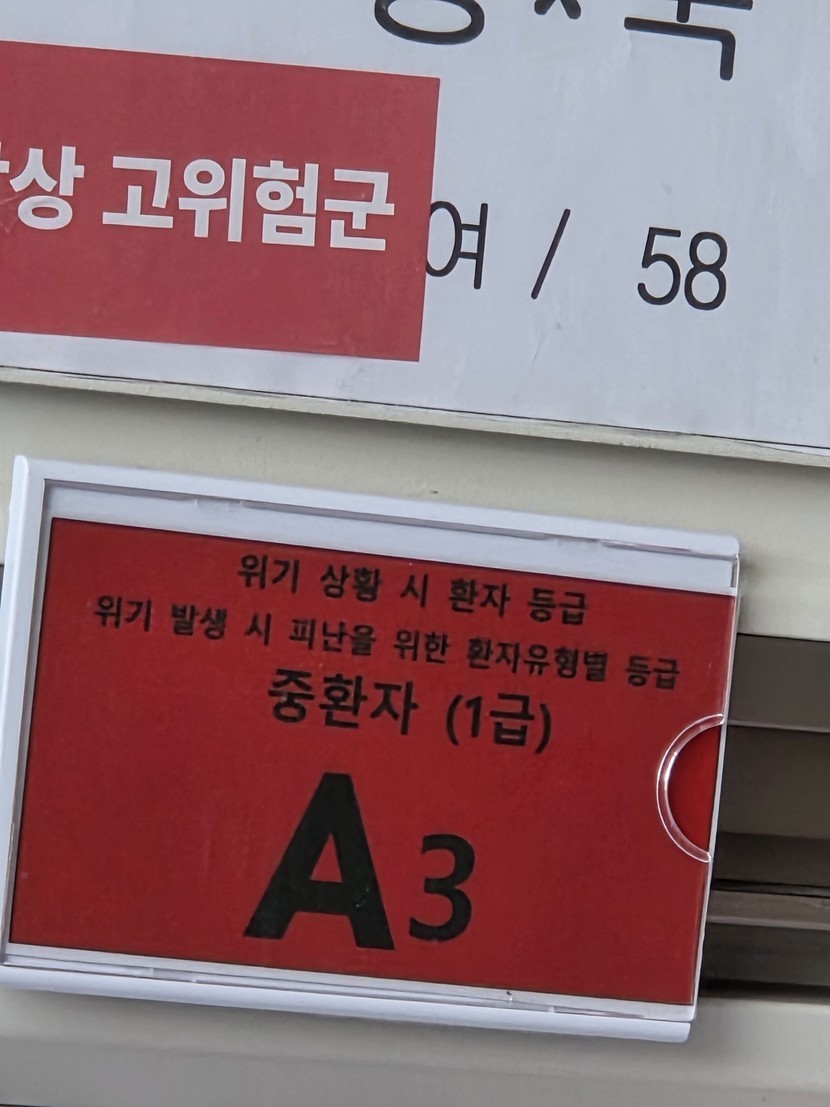 상 고위험군
여 / 58
위기 상황 시 환자 등급
위기 발생 시 피난을 위한 환자유형별 등급
중환자 (1급)
A3